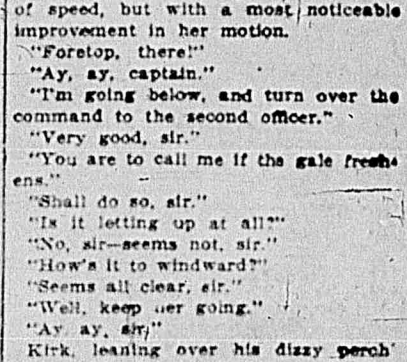 of speed, but with a most noticeable
improvement in her motion.
"Foretop, there!"
"Ay, ay, captain."
"I'm going below, and turn over the
command to the second officer."
"Very good, sir."
"You are to call me if the gale fresh-
ens."
"Shall do so, sir."
"Is it letting up at all?"
"No, sir—seems not, sir."
"How's it to windward?"
"Seems all clear, sir."
"Well, keep her going."
"Ay, ay, sir."
Kirk, leaning over his dizzy perch